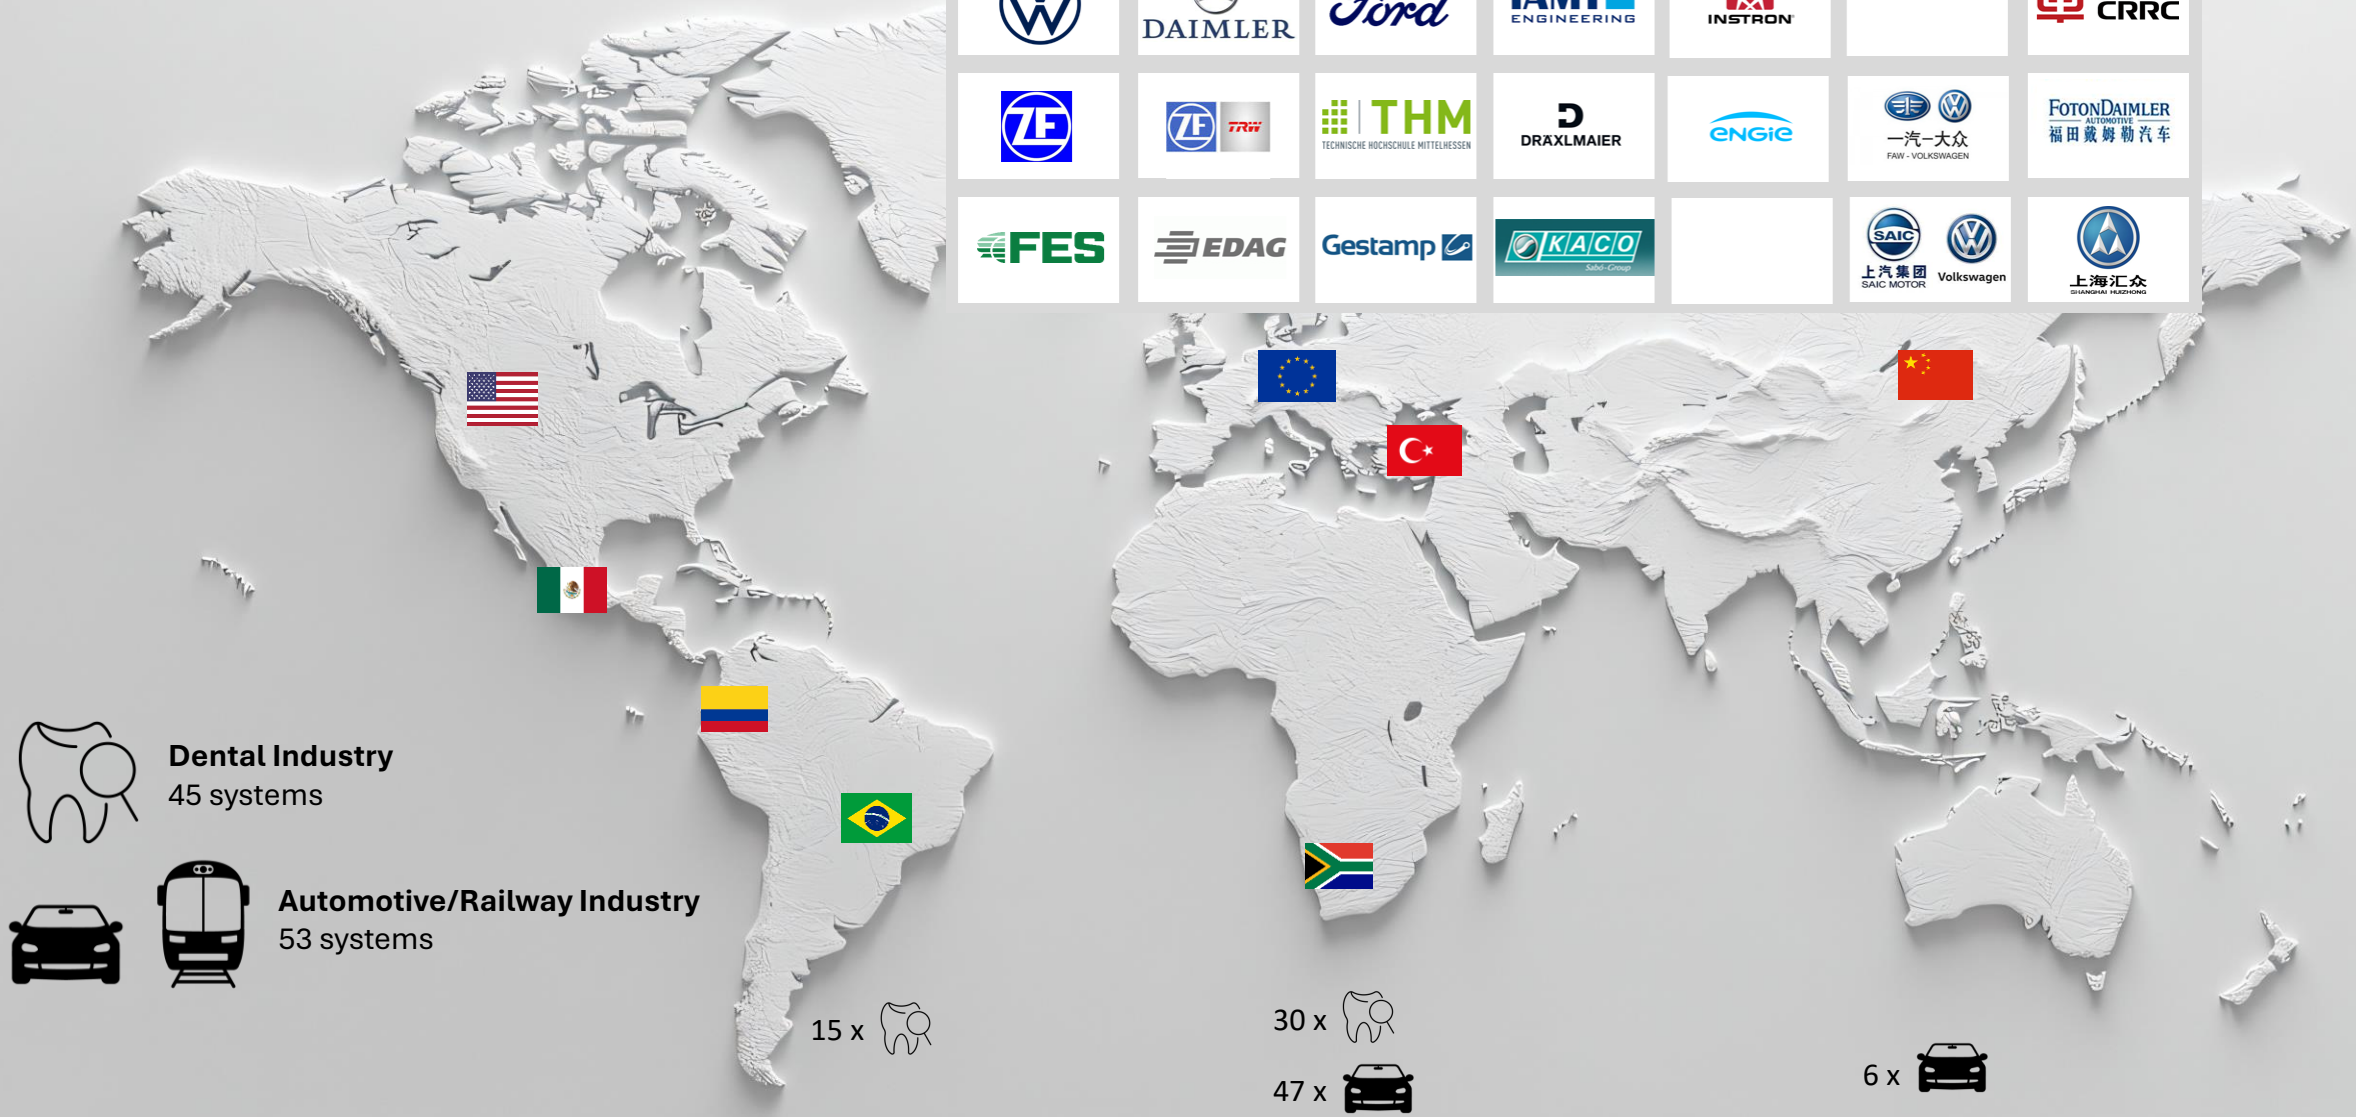 DAIMLER
Ford
IAMT
ENGINEERING
INSTRON
CRRC
ZF
ZF TRW
THM
TECHNISCHE HOCHSCHULE MITTELHESSEN
DRÄXLMAIER
ENGIE
一汽-大众
FAW - VOLKSWAGEN
FOTONDAIMLER
AUTOMOTIVE
福田戴姆勒汽车
FES
EDAG
Gestamp
KACO
Sabó-Group
SAIC
上汽集团
SAIC MOTOR
Volkswagen
上海汇众
SHANGHAI HUIZHONG
Dental Industry
45 systems
Automotive/Railway Industry
53 systems
15 x
30 x
47 x
6 x